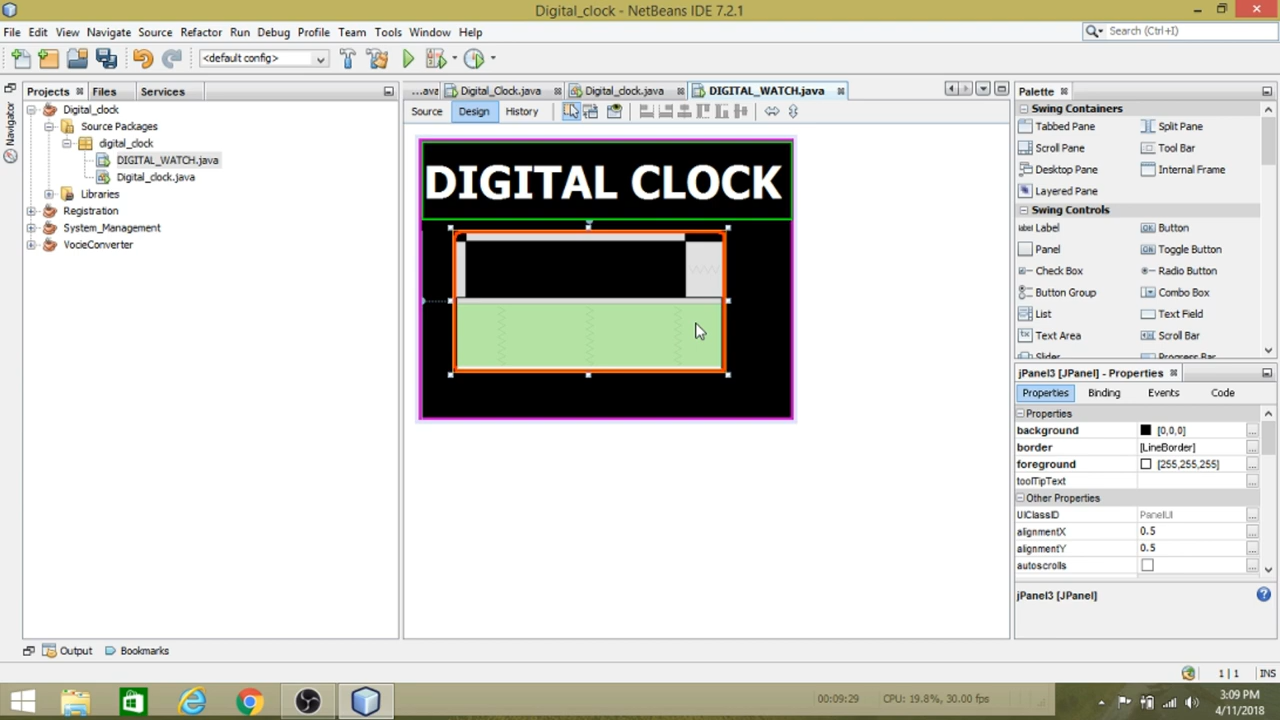 Digital_clock - NetBeans IDE 7.2.1
File Edit View Navigate Source Refactor Run Debug Profile Team Tools Window Help
Search (Ctrl+I)
<default config>
Projects Files Services
...ava Digital_Clock.java Digital_clock.java DIGITAL_WATCH.java
Palette
Navigator
Source Design History
Digital_clock
Source Packages
digital_clock
DIGITAL_WATCH.java
Digital_clock.java
Libraries
Registration
System_Management
VocieConverter
DIGITAL CLOCK
Swing Containers
Tabbed Pane Split Pane
Scroll Pane Tool Bar
Desktop Pane Internal Frame
Layered Pane
Swing Controls
label Label OK Button
Panel OK Toggle Button
Check Box Radio Button
Button Group Combo Box
List Text Field
Text Area Scroll Bar
Slider Progress Bar
jPanel3 [JPanel] - Properties
Properties Binding Events Code
Properties
background [0,0,0] ...
border [LineBorder] ...
foreground [255,255,255] ...
toolTipText ...
Other Properties
UIClassID PanelUI ...
alignmentX 0.5 ...
alignmentY 0.5 ...
autoscrolls ...
jPanel3 [JPanel]
Output Bookmarks
1 | 1 INS
00:09:29 CPU: 19.8%, 30.00 fps
3:09 PM
4/11/2018